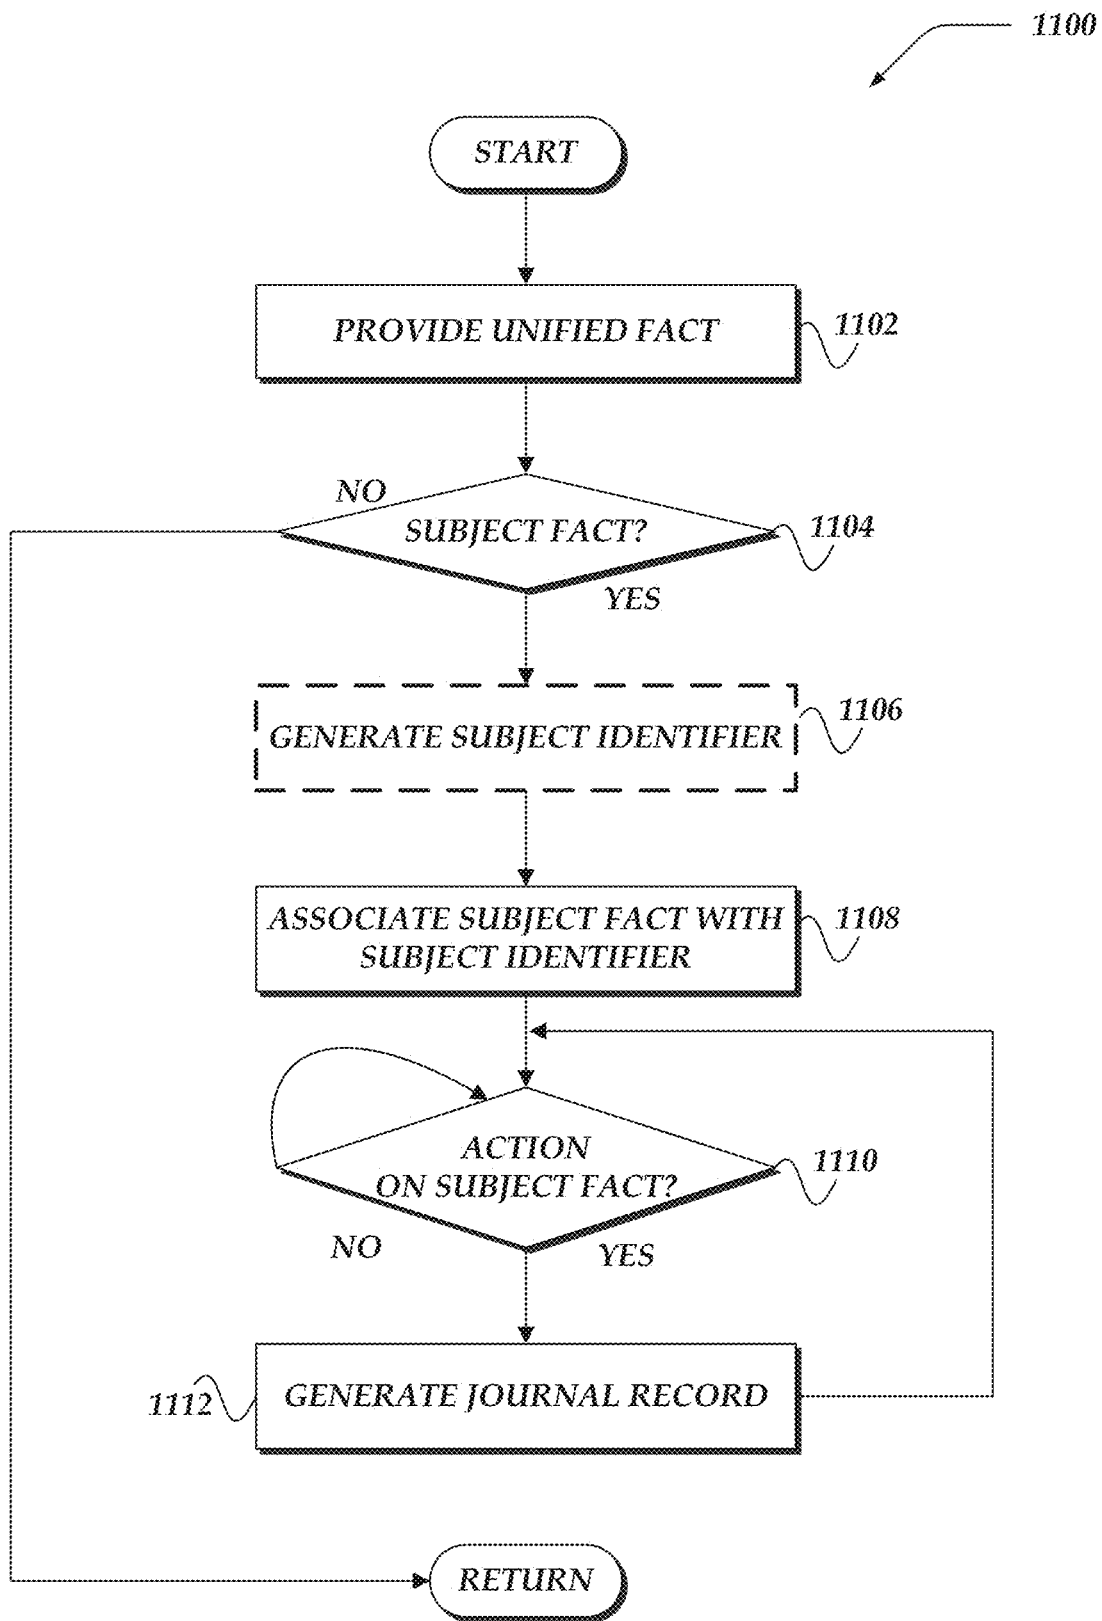 1100
START
PROVIDE UNIFIED FACT
1102
NO
SUBJECT FACT?
1104
YES
GENERATE SUBJECT IDENTIFIER
1106
ASSOCIATE SUBJECT FACT WITH
SUBJECT IDENTIFIER
1108
ACTION
ON SUBJECT FACT?
1110
NO
YES
GENERATE JOURNAL RECORD
1112
RETURN